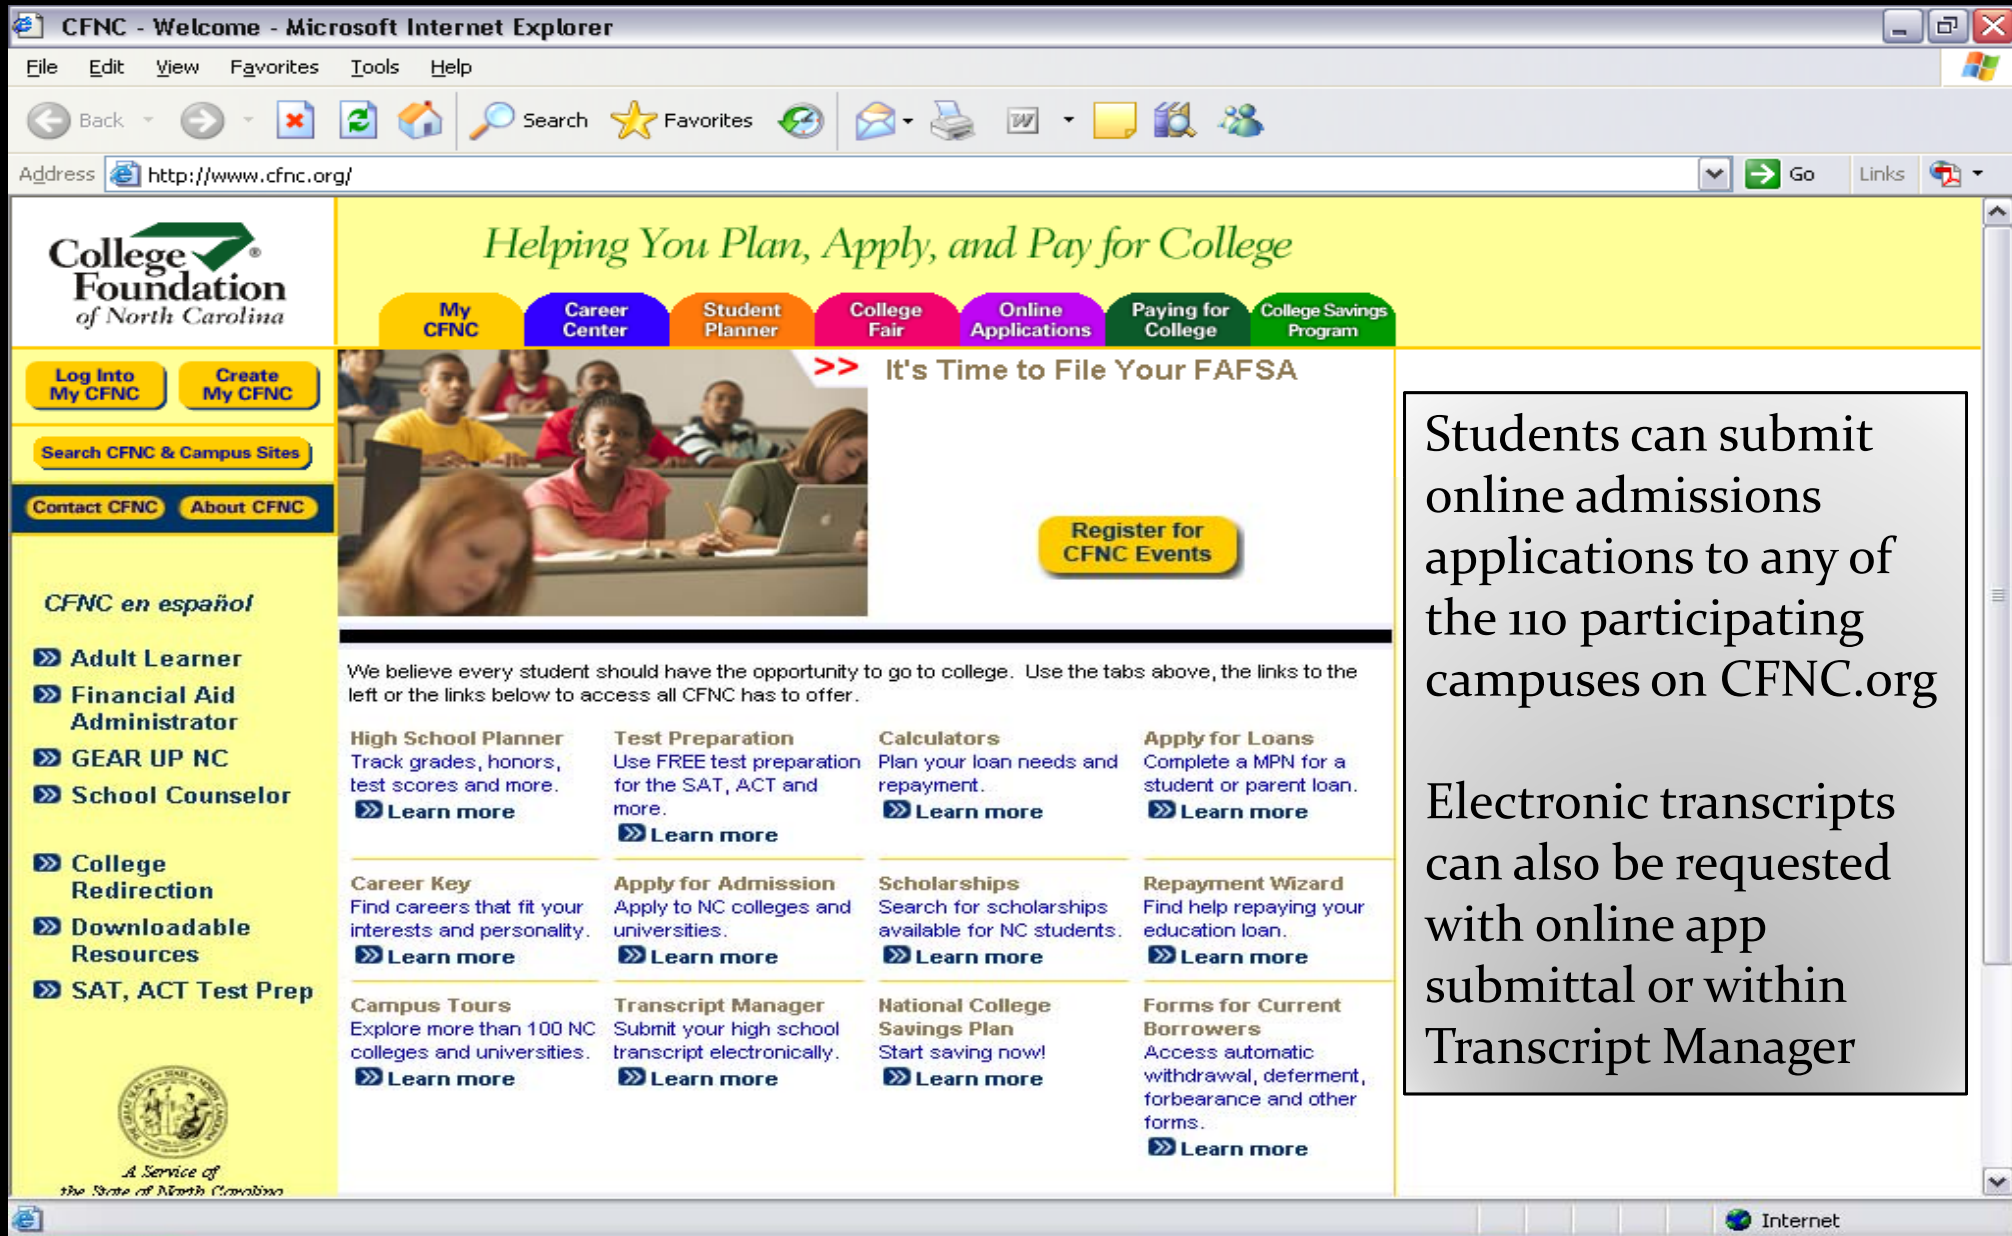 CFNC - Welcome - Microsoft Internet Explorer
File Edit View Favorites Tools Help
Back Search Favorites
Address http://www.cfnc.org/ Go Links
College
Foundation
of North Carolina
Helping You Plan, Apply, and Pay for College
My
CFNC
Career
Center
Student
Planner
College
Fair
Online
Applications
Paying for
College
College Savings
Program
Log Into
My CFNC
Create
My CFNC
Search CFNC & Campus Sites
Contact CFNC About CFNC
CFNC en español
Adult Learner
Financial Aid
Administrator
GEAR UP NC
School Counselor
College
Redirection
Downloadable
Resources
SAT, ACT Test Prep
THE GREAT SEAL OF THE STATE OF NORTH CAROLINA
A Service of
the State of North Carolina
>> It's Time to File Your FAFSA
Register for
CFNC Events
We believe every student should have the opportunity to go to college. Use the tabs above, the links to the
left or the links below to access all CFNC has to offer.
High School Planner
Track grades, honors,
test scores and more.
Learn more
Test Preparation
Use FREE test preparation
for the SAT, ACT and
more.
Learn more
Calculators
Plan your loan needs and
repayment.
Learn more
Apply for Loans
Complete a MPN for a
student or parent loan.
Learn more
Career Key
Find careers that fit your
interests and personality.
Learn more
Apply for Admission
Apply to NC colleges and
universities.
Learn more
Scholarships
Search for scholarships
available for NC students.
Learn more
Repayment Wizard
Find help repaying your
education loan.
Learn more
Campus Tours
Explore more than 100 NC
colleges and universities.
Learn more
Transcript Manager
Submit your high school
transcript electronically.
Learn more
National College
Savings Plan
Start saving now!
Learn more
Forms for Current
Borrowers
Access automatic
withdrawal, deferment,
forbearance and other
forms.
Learn more
Students can submit
online admissions
applications to any of
the 110 participating
campuses on CFNC.org
Electronic transcripts
can also be requested
with online app
submittal or within
Transcript Manager
Internet